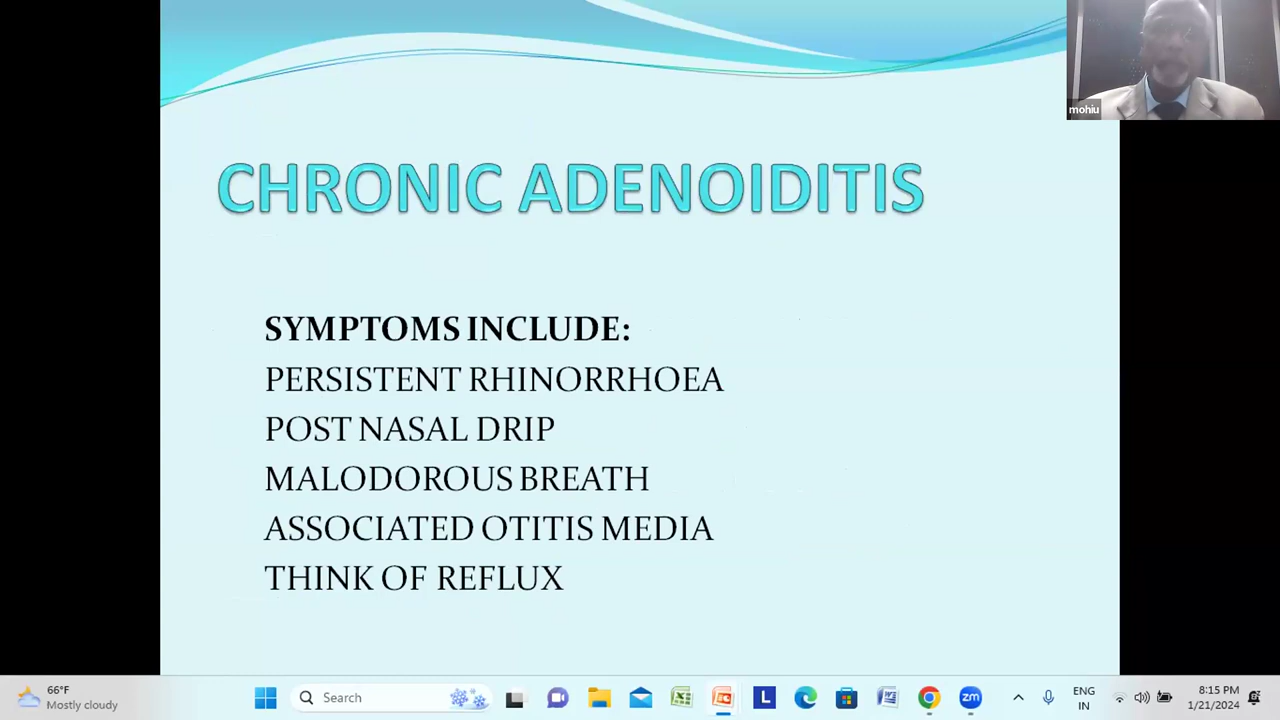 mohiu
CHRONIC ADENOIDITIS
SYMPTOMS INCLUDE:
PERSISTENT RHINORRHOEA
POST NASAL DRIP
MALODOROUS BREATH
ASSOCIATED OTITIS MEDIA
THINK OF REFLUX
66°F
Mostly cloudy
Search
L
zm
ENG
IN
8:15 PM
1/21/2024